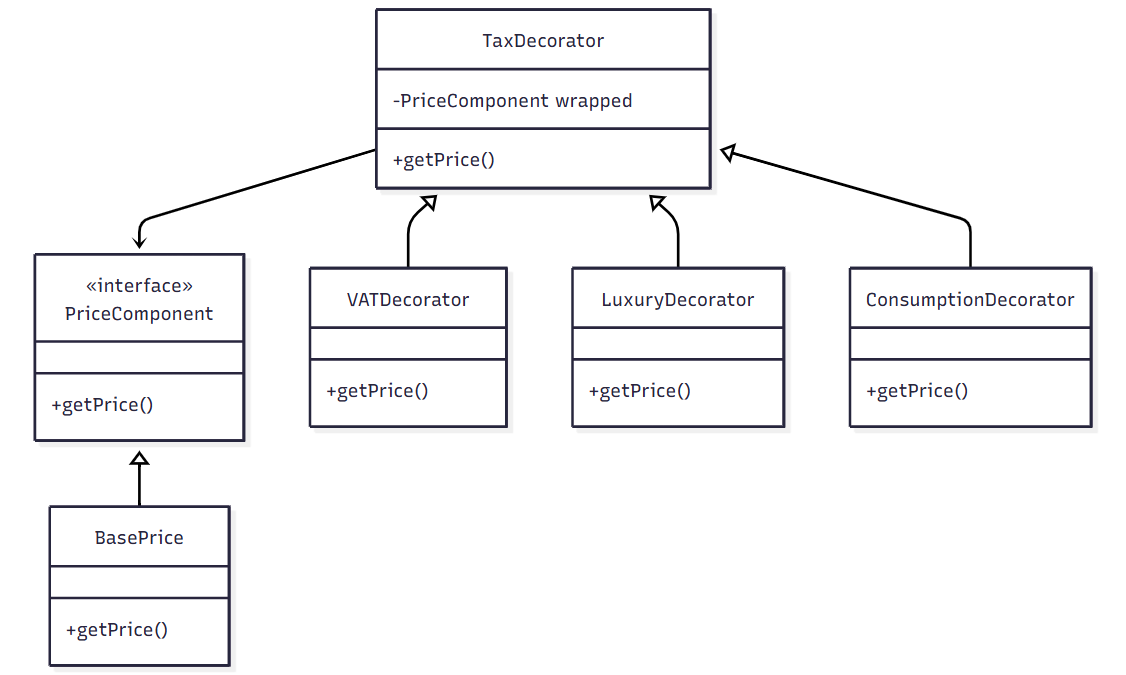 TaxDecorator
-PriceComponent wrapped
+getPrice()
«interface»
PriceComponent
+getPrice()
VATDecorator
+getPrice()
LuxuryDecorator
+getPrice()
ConsumptionDecorator
+getPrice()
BasePrice
+getPrice()